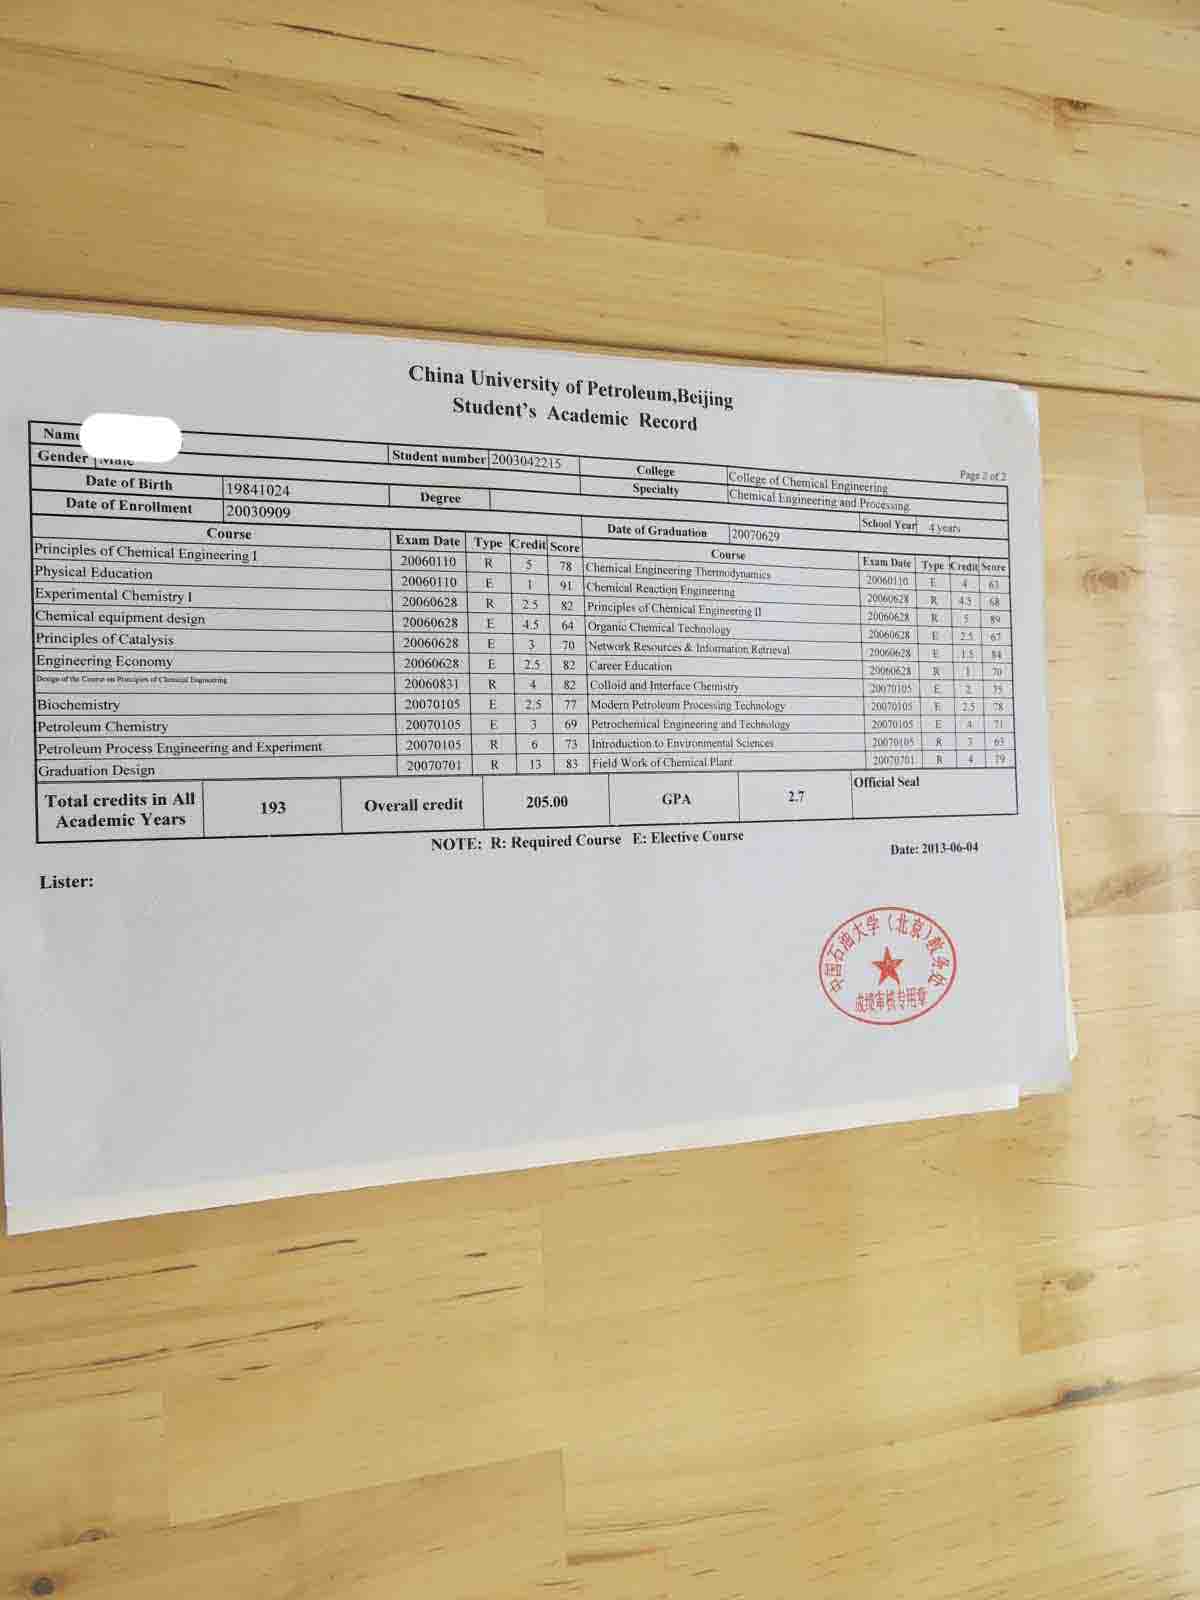 China University of Petroleum,Beijing
Student's Academic Record
Page 2 of 2
Gender Male Student number 2003042215 College College of Chemical Engineering
Date of Birth 19841024 Degree Specialty Chemical Engineering and Processing
Date of Enrollment 20030909 Date of Graduation 20070629 School Year 4 years
Course Exam Date Type Credit Score Course Exam Date Type Credit Score
Principles of Chemical Engineering I 20060110 R 5 78 Chemical Engineering Thermodynamics 20060110 E 4 63
Physical Education 20060110 E 1 91 Chemical Reaction Engineering 20060628 R 4.5 68
Experimental Chemistry I 20060628 R 2.5 82 Principles of Chemical Engineering II 20060628 R 5 89
Chemical equipment design 20060628 E 4.5 64 Organic Chemical Technology 20060628 E 2.5 67
Principles of Catalysis 20060628 E 3 70 Network Resources & Information Retrieval 20060628 E 1.5 84
Engineering Economy 20060628 E 2.5 82 Career Education 20060628 R 1 70
Design of the Course on Principles of Chemical Engineering 20060831 R 4 82 Colloid and Interface Chemistry 20070105 E 2 75
Biochemistry 20070105 E 2.5 77 Modern Petroleum Processing Technology 20070105 E 2.5 78
Petroleum Chemistry 20070105 E 3 69 Petrochemical Engineering and Technology 20070105 E 4 71
Petroleum Process Engineering and Experiment 20070105 R 6 73 Introduction to Environmental Sciences 20070105 R 3 63
Graduation Design 20070701 R 13 83 Field Work of Chemical Plant 20070701 R 4 79
Total credits in All Academic Years 193 Overall credit 205.00 GPA 2.7 Official Seal
NOTE: R: Required Course E: Elective Course
Date: 2013-06-04
Lister:
中国石油大学（北京）教务处
成绩审核专用章